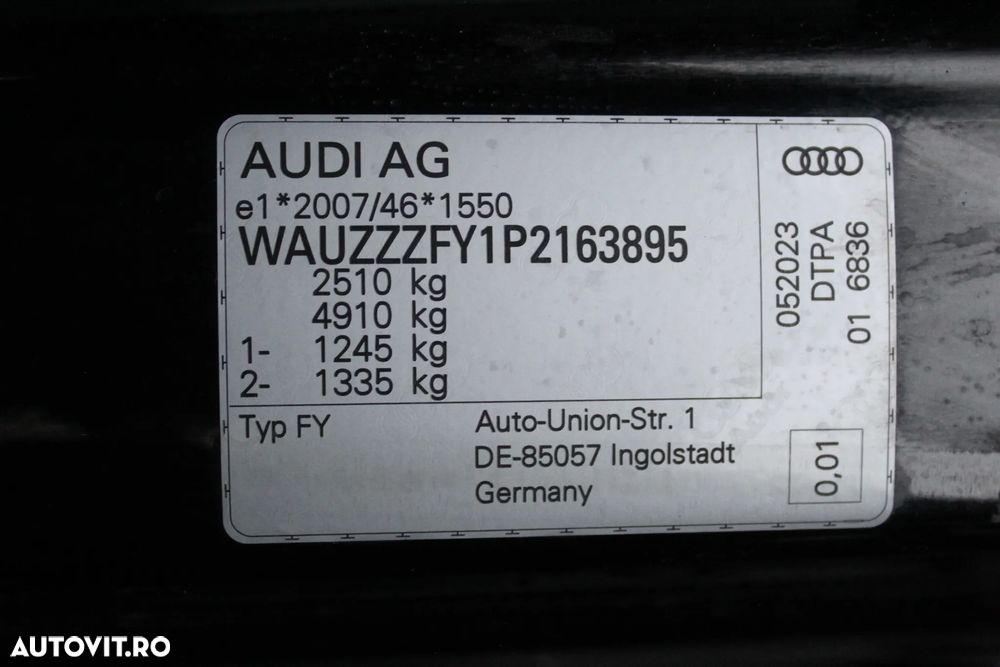 AUDI AG
e1*2007/46*1550
WAUZZZFY1P2163895
2510 kg
4910 kg
1- 1245 kg
2- 1335 kg
Typ FY
Auto-Union-Str. 1
DE-85057 Ingolstadt
Germany
052023
DTPA
01 6836
0,01
AUTOVIT.RO